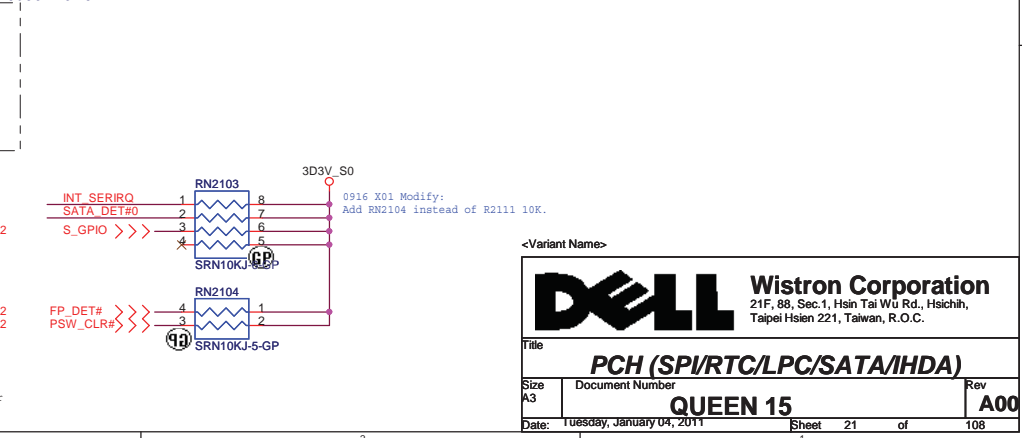 3D3V_S0
RN2103
0916 X01 Modify:
Add RN2104 instead of R2111 10K.
INT_SERIRQ 1 8
SATA_DET#0 2 7
2 S_GPIO 3 6
4 5
GP
SRN10KJ-6-GP
<Variant Name>
RN2104
2 FP_DET# 4 1
2 PSW_CLR# 3 2
GP
SRN10KJ-5-GP
DELL
Wistron Corporation
21F, 88, Sec.1, Hsin Tai Wu Rd., Hsichih,
Taipei Hsien 221, Taiwan, R.O.C.
Title
PCH (SPI/RTC/LPC/SATA/IHDA)
Size Document Number Rev
A3 QUEEN 15 A00
Date: Tuesday, January 04, 2011 Sheet 21 of 108